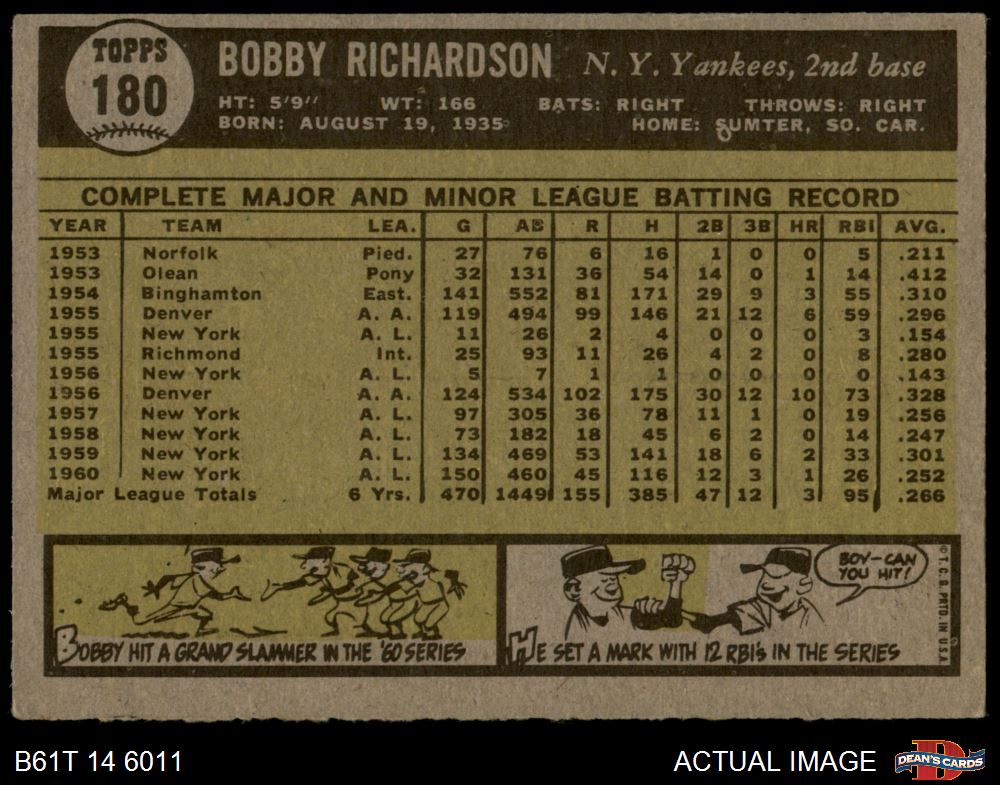 TOPPS
180
BOBBY RICHARDSON N. Y. Yankees, 2nd base
HT: 5'9" WT: 166 BATS: RIGHT THROWS: RIGHT
BORN: AUGUST 19, 1935 HOME: SUMTER, SO. CAR.
COMPLETE MAJOR AND MINOR LEAGUE BATTING RECORD
YEAR TEAM LEA. G AB R H 2B 3B HR RBI AVG.
1953 Norfolk Pied. 27 76 6 16 1 0 0 5 .211
1953 Olean Pony 32 131 36 54 14 0 1 14 .412
1954 Binghamton East. 141 552 81 171 29 9 3 55 .310
1955 Denver A. A. 119 494 99 146 21 12 6 59 .296
1955 New York A. L. 11 26 2 4 0 0 0 3 .154
1955 Richmond Int. 25 93 11 26 4 2 0 8 .280
1956 New York A. L. 5 7 1 1 0 0 0 0 .143
1956 Denver A. A. 124 534 102 175 30 12 10 73 .328
1957 New York A. L. 97 305 36 78 11 1 0 19 .256
1958 New York A. L. 73 182 18 45 6 2 0 14 .247
1959 New York A. L. 134 469 53 141 18 6 2 33 .301
1960 New York A. L. 150 460 45 116 12 3 1 26 .252
Major League Totals 6 Yrs. 470 1449 155 385 47 12 3 95 .266
BOBBY HIT A GRAND SLAMMER IN THE '60 SERIES
BOY-CAN
YOU HIT!
HE SET A MARK WITH 12 RBI's IN THE SERIES
© T. C. G. PRTD. IN U.S.A.
B61T 14 6011 ACTUAL IMAGE
D
DEAN'S CARDS